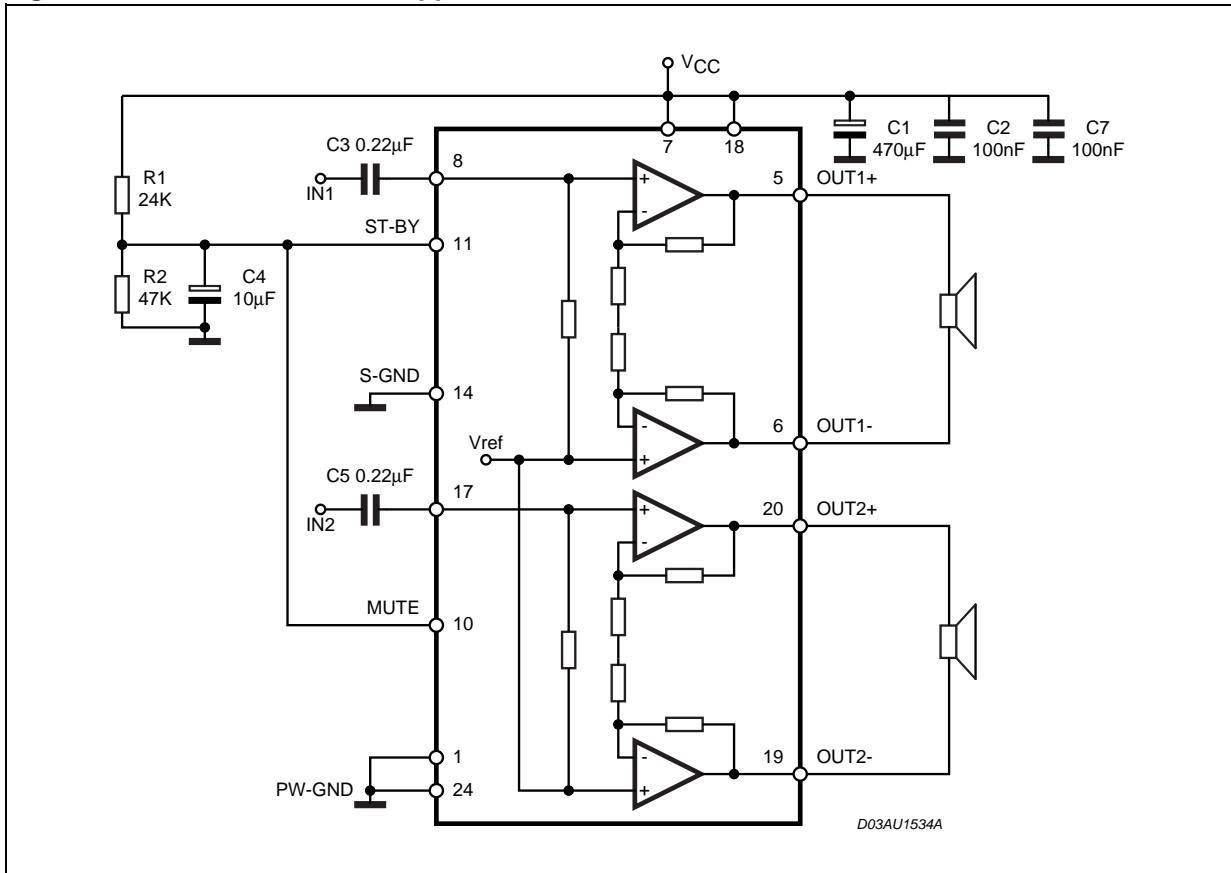 VCC
C1
470μF
C2
100nF
C7
100nF
7
18
C3 0.22μF
IN1
8
+
-
5
OUT1+
R1
24K
ST-BY
11
R2
47K
C4
10μF
S-GND
14
-
+
6
OUT1-
Vref
C5 0.22μF
IN2
17
+
-
20
OUT2+
MUTE
10
-
+
19
OUT2-
1
PW-GND
24
D03AU1534A